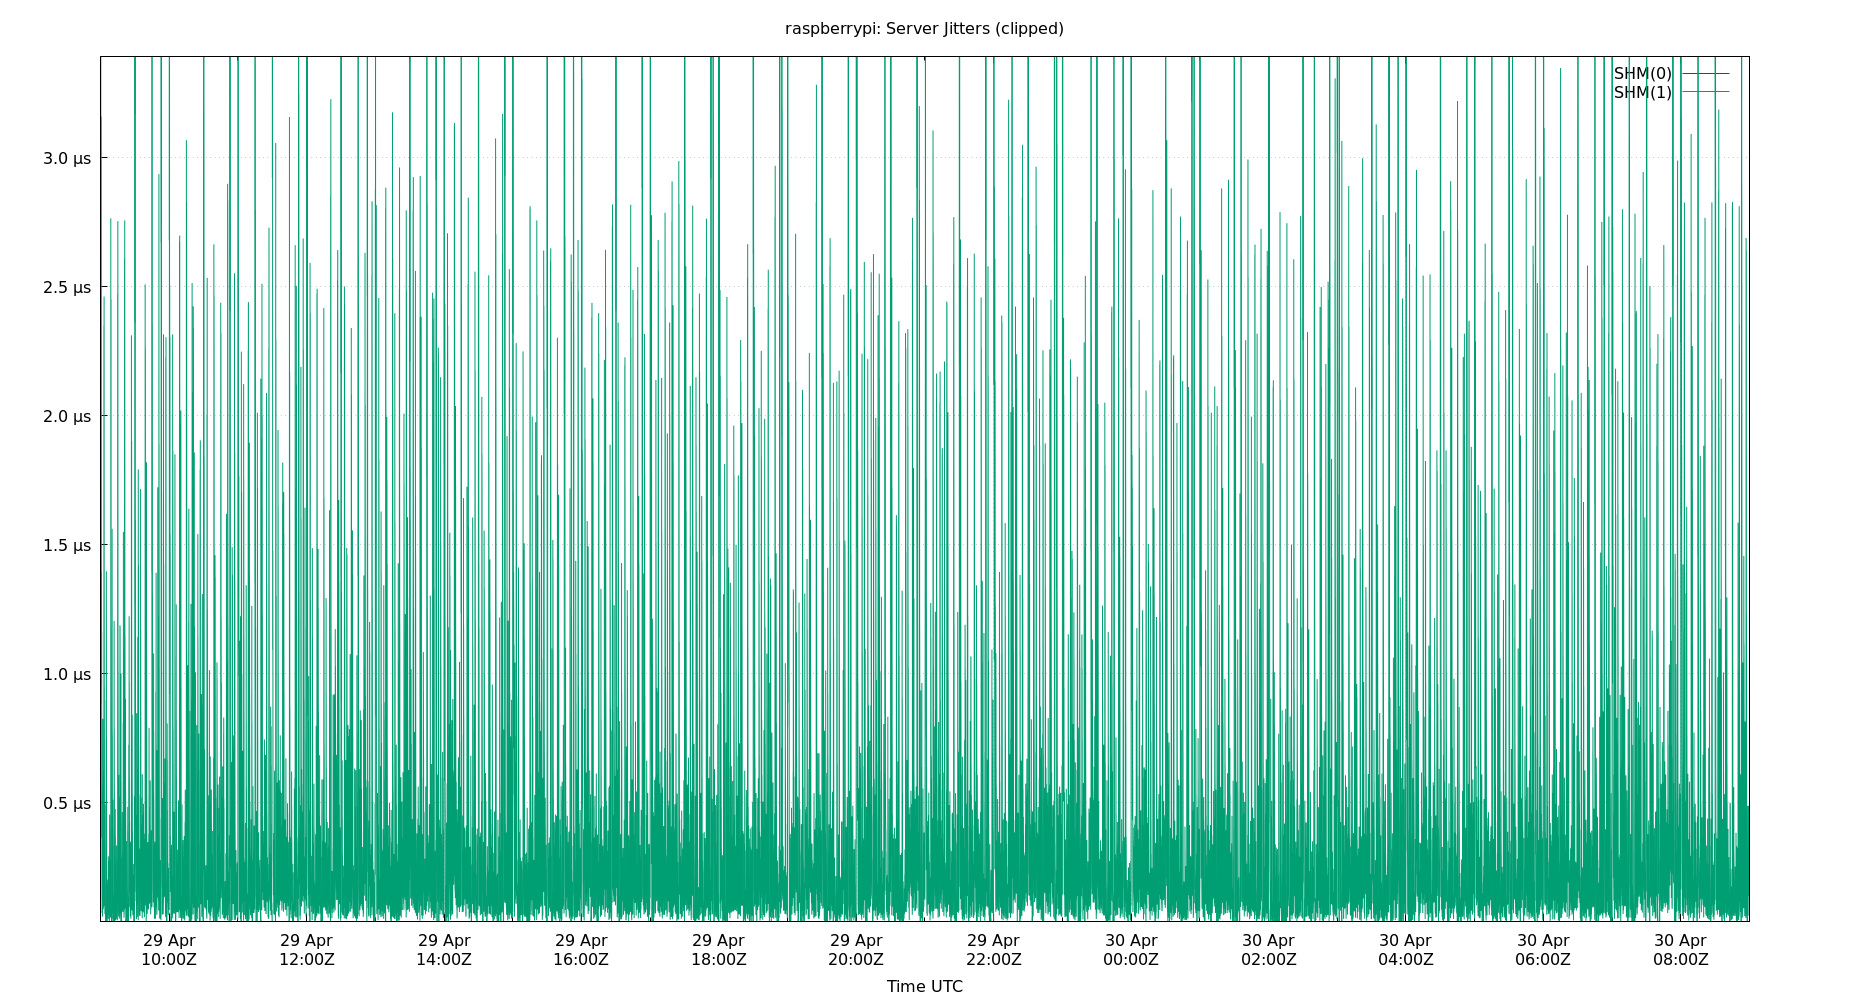 raspberrypi: Server Jitters (clipped)
SHM(0)
SHM(1)
3.0 µs
2.5 µs
2.0 µs
1.5 µs
1.0 µs
0.5 µs
29 Apr 29 Apr 29 Apr 29 Apr 29 Apr 29 Apr 29 Apr 30 Apr 30 Apr 30 Apr 30 Apr 30 Apr
10:00Z 12:00Z 14:00Z 16:00Z 18:00Z 20:00Z 22:00Z 00:00Z 02:00Z 04:00Z 06:00Z 08:00Z
Time UTC